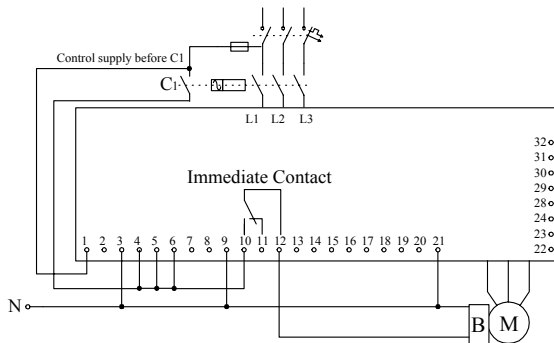 Control supply before C1
C1
L1 L2 L3
32
31
30
29
28
24
23
22
Immediate Contact
1 2 3 4 5 6 7 8 9 10 11 12 13 14 15 16 17 18 19 20 21
N
B M